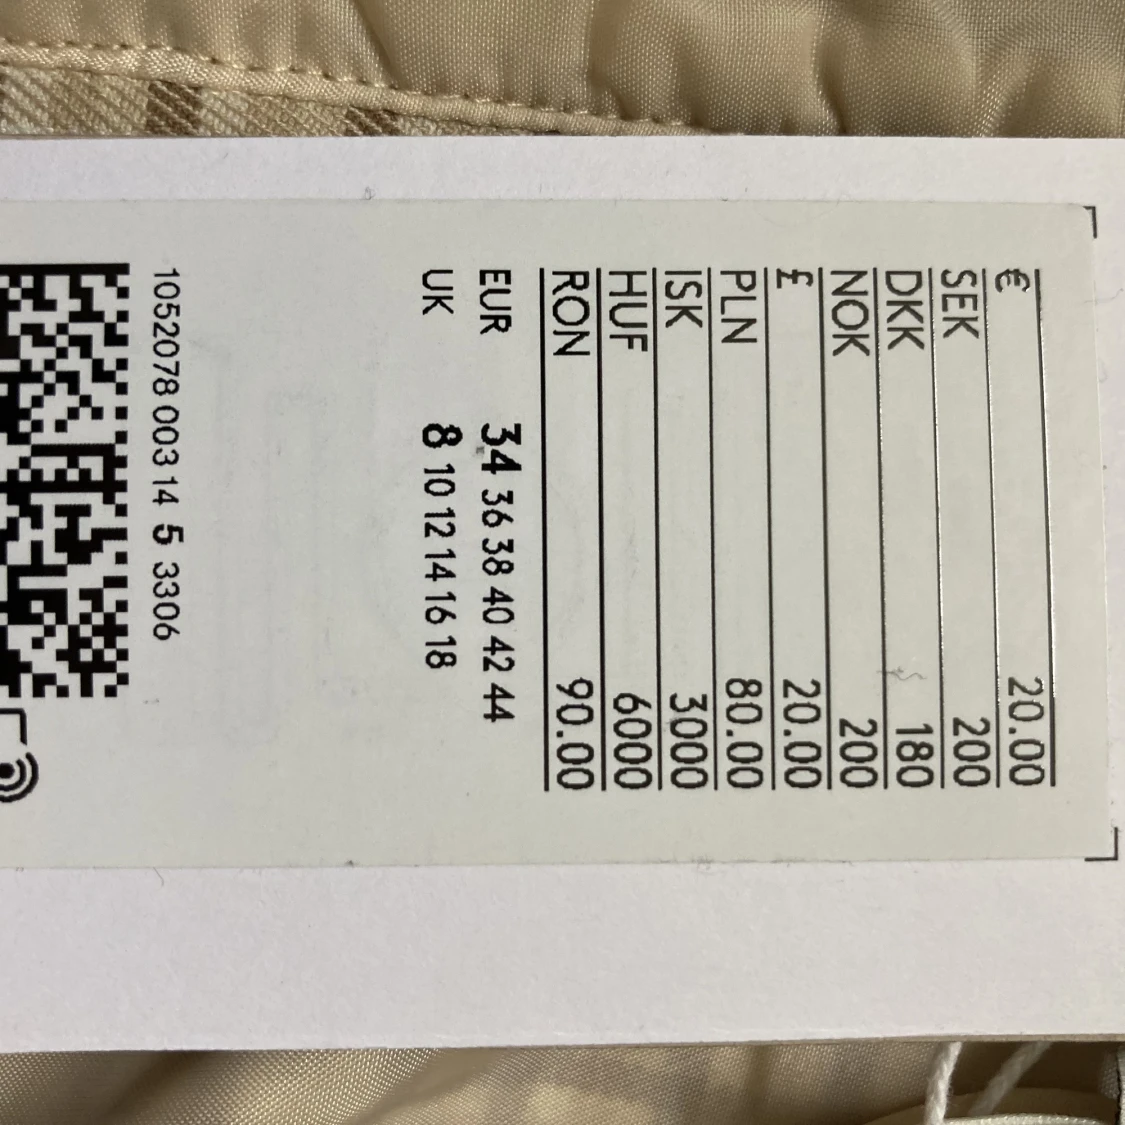 € 20.00
SEK 200
DKK 180
NOK 200
£ 20.00
PLN 80.00
ISK 3000
HUF 6000
RON 90.00
EUR 34 36 38 40 42 44
UK 8 10 12 14 16 18
1052078 003 14 5 3306